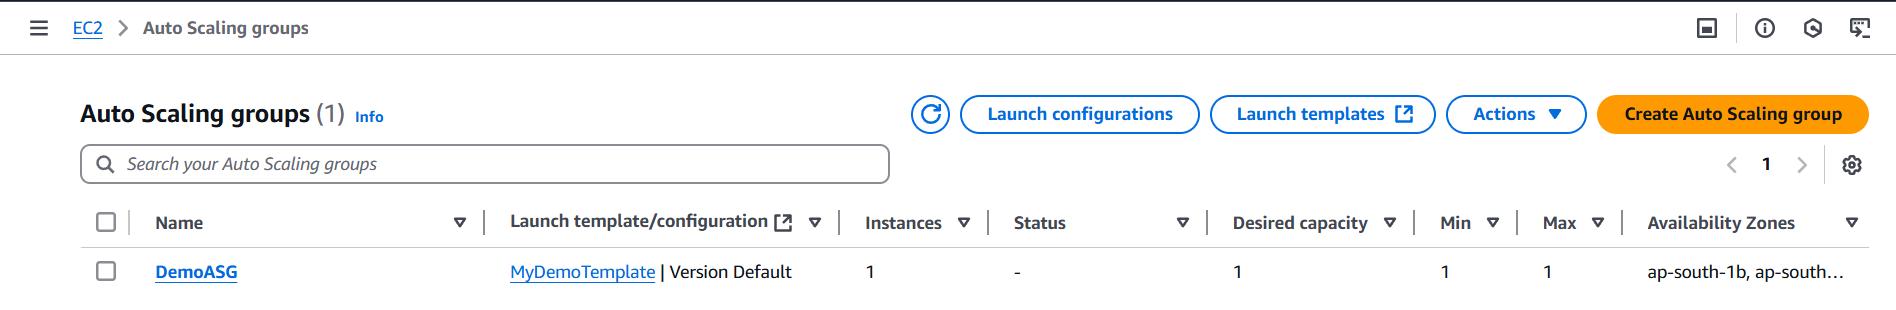 EC2 > Auto Scaling groups
Auto Scaling groups (1) Info
Launch configurations
Launch templates
Actions
Create Auto Scaling group
Search your Auto Scaling groups
1
Name Launch template/configuration Instances Status Desired capacity Min Max Availability Zones
DemoASG MyDemoTemplate | Version Default 1 - 1 1 1 ap-south-1b, ap-south…